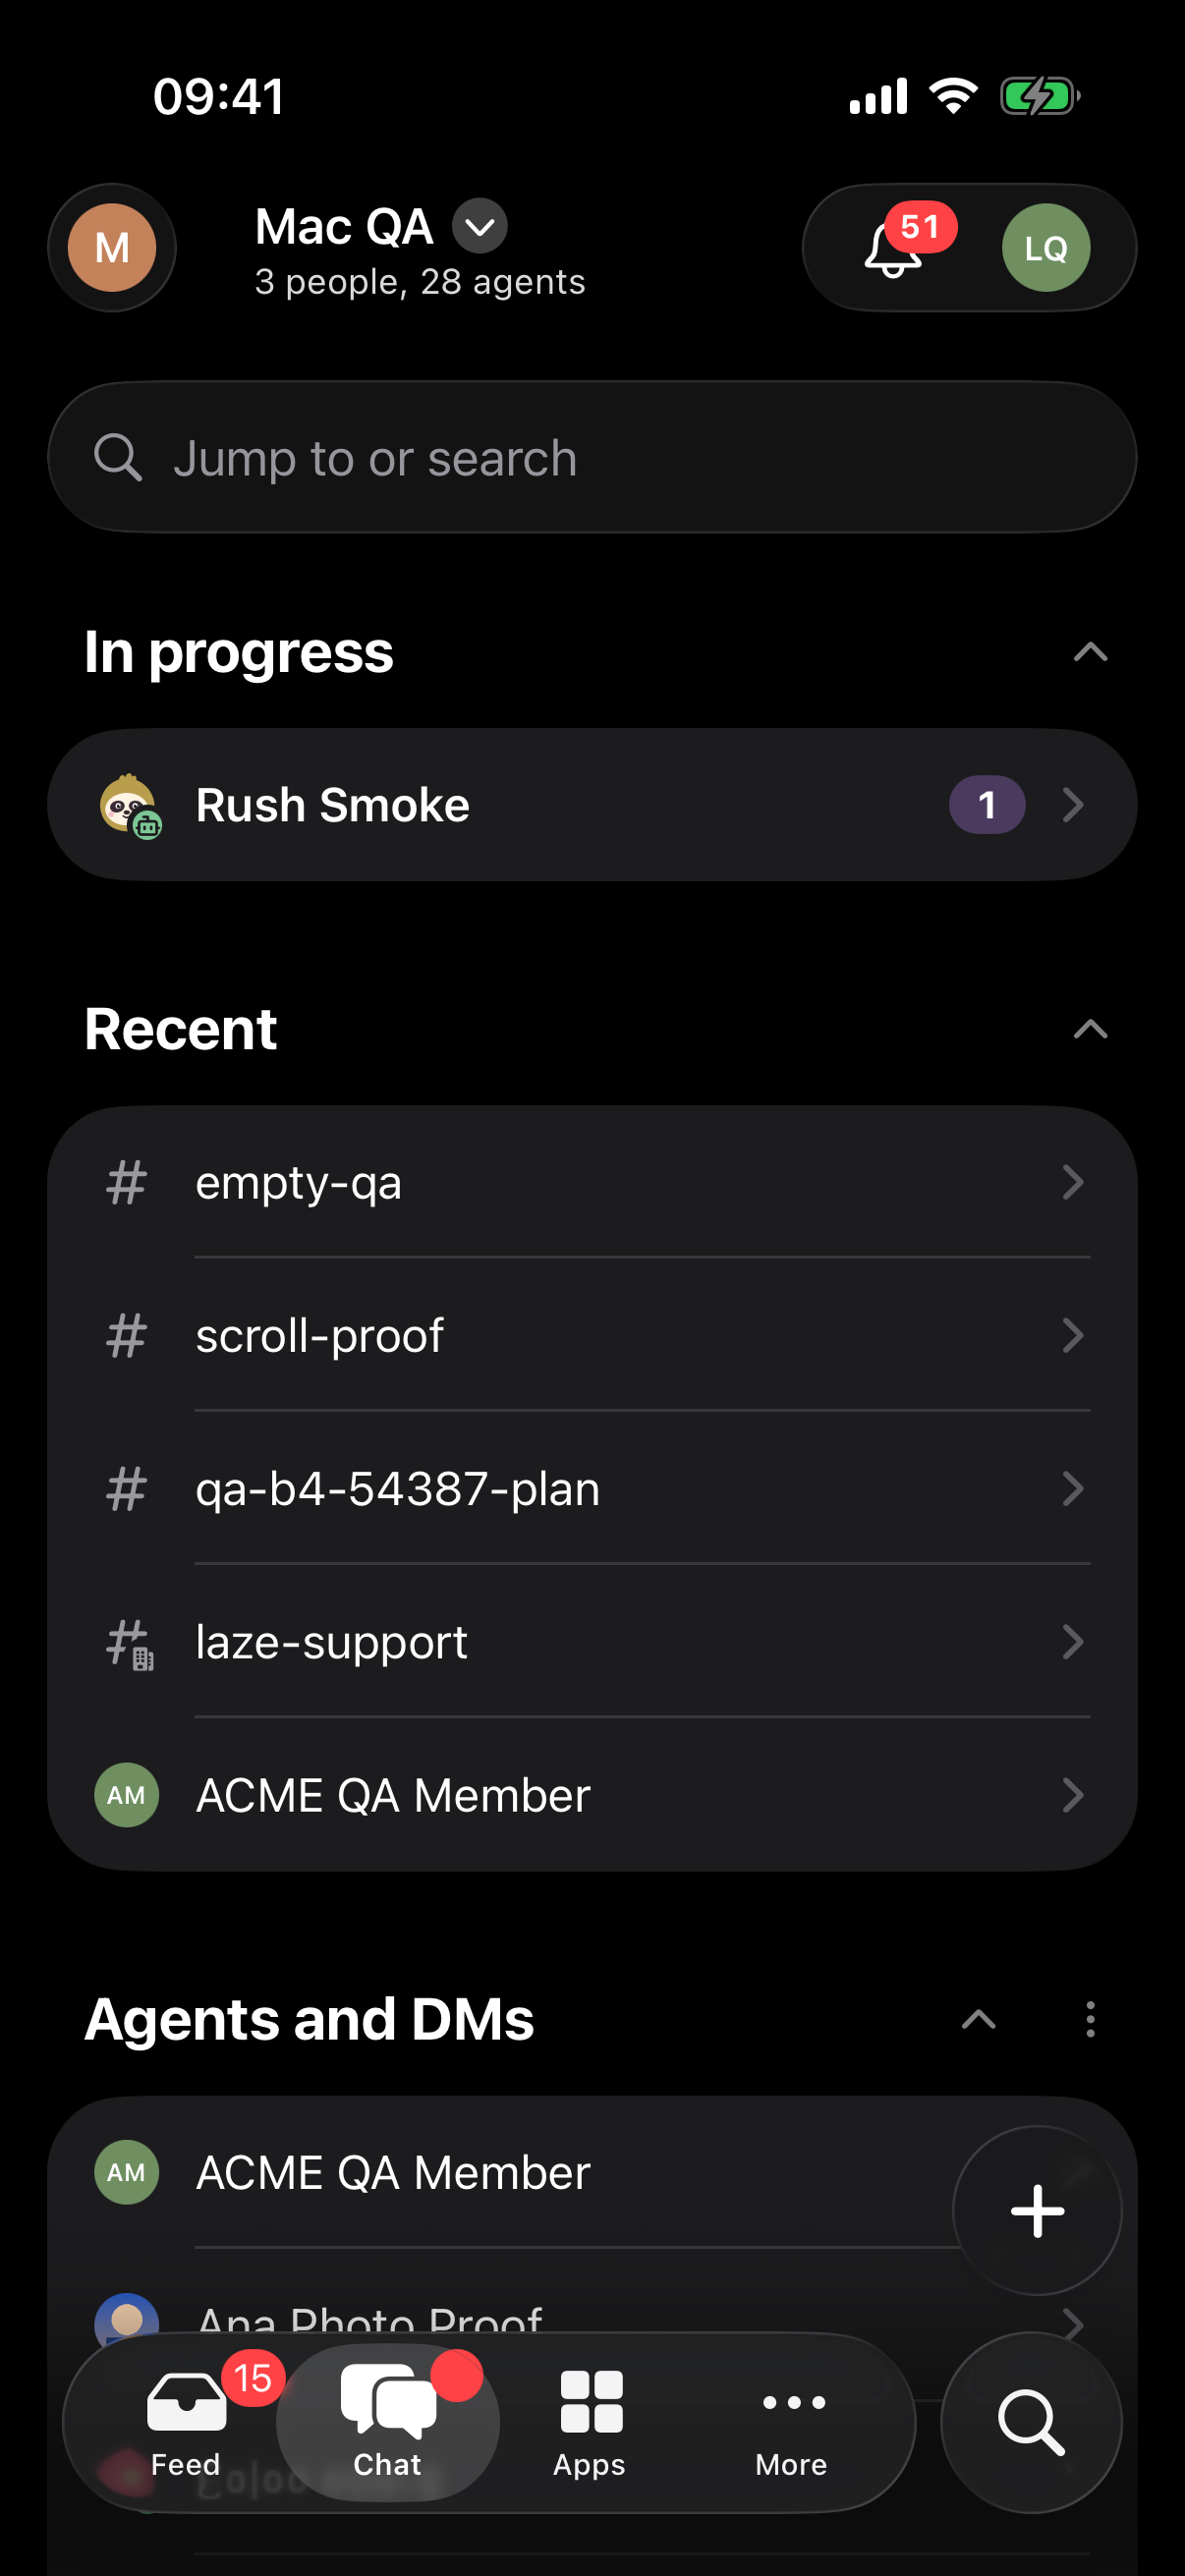 09:41
M
Mac QA
3 people, 28 agents
51
LQ
Jump to or search
In progress
Rush Smoke
1
Recent
# empty-qa
# scroll-proof
# qa-b4-54387-plan
# laze-support
AM ACME QA Member
Agents and DMs
AM ACME QA Member
Ana Photo Proof
15
Feed
Chat
Apps
More